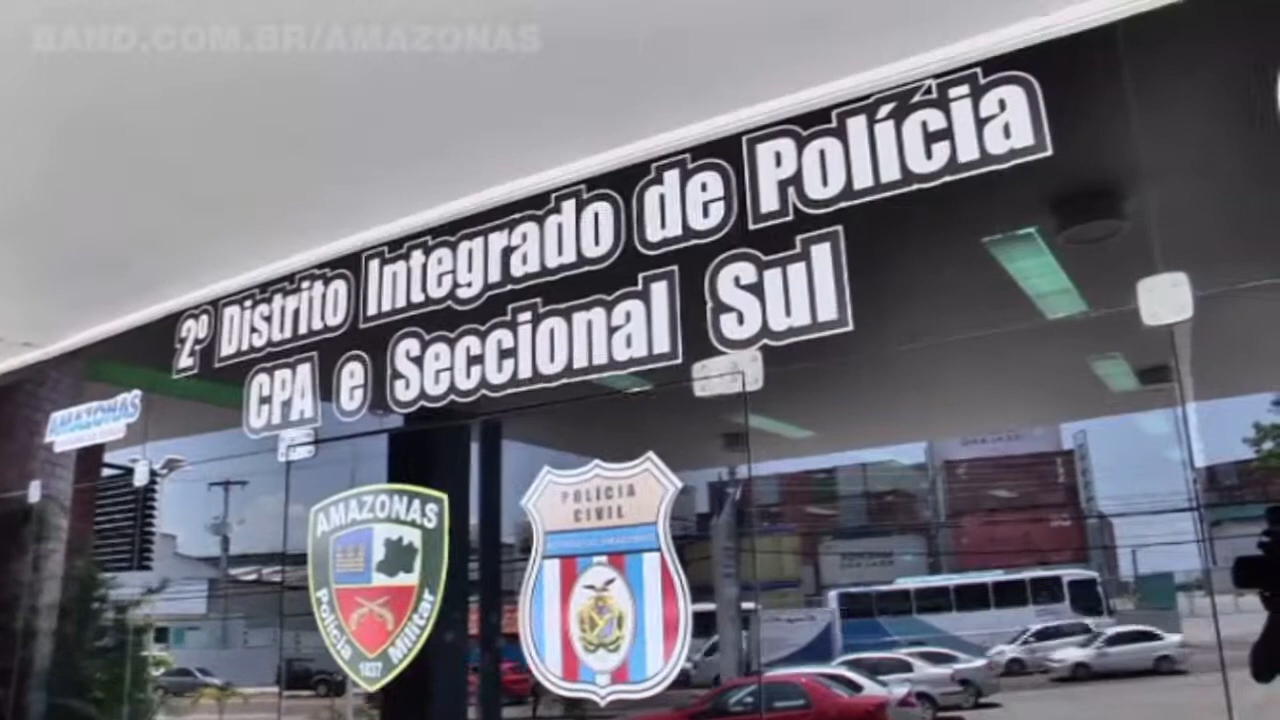 BAND.COM.BR/AMAZONAS
2º Distrito Integrado de Polícia
CPA e Seccional Sul
AMAZONAS
AMAZONAS
Polícia Militar
1837
POLÍCIA
CIVIL